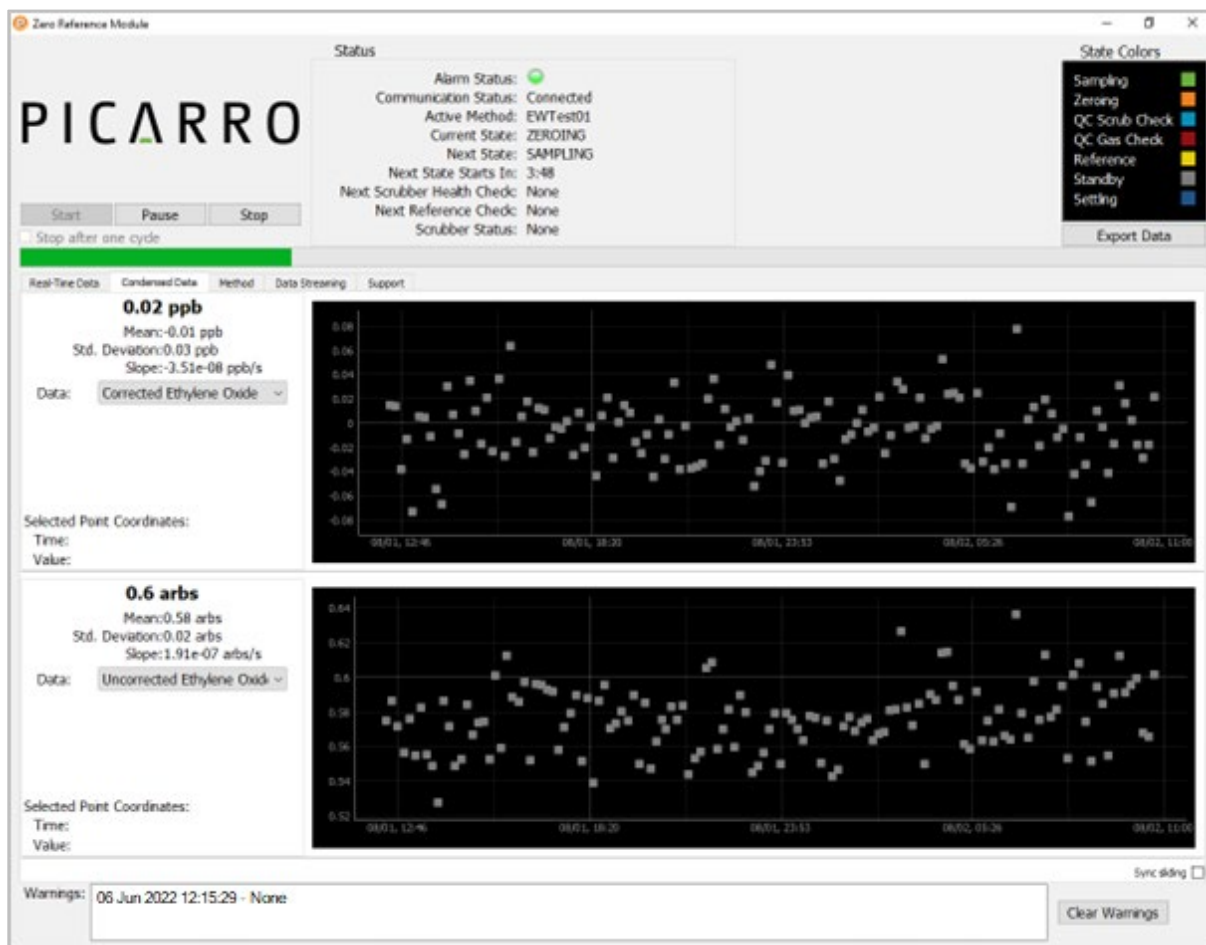 Zero Reference Module
PICARRO
Start Pause Stop
Stop after one cycle
Status
Alarm Status:
Communication Status: Connected
Active Method: EWTest01
Current State: ZEROING
Next State: SAMPLING
Next State Starts In: 3:48
Next Scrubber Health Check: None
Next Reference Check: None
Scrubber Status: None
State Colors
Sampling
Zeroing
QC Scrub Check
QC Gas Check
Reference
Standby
Settling
Export Data
Real-Time Data Condensed Data Method Data Streaming Support
0.02 ppb
Mean:-0.01 ppb
Std. Deviation:0.03 ppb
Slope:-3.51e-08 ppb/s
Data: Corrected Ethylene Oxide
Selected Point Coordinates:
Time:
Value:
0.08
0.06
0.04
0.02
0
-0.02
-0.04
-0.06
-0.08
08/01, 12:46 08/01, 18:20 08/01, 23:53 08/02, 05:26 08/02, 11:00
0.6 arbs
Mean:0.58 arbs
Std. Deviation:0.02 arbs
Slope:1.91e-07 arbs/s
Data: Uncorrected Ethylene Oxid
Selected Point Coordinates:
Time:
Value:
0.64
0.62
0.6
0.58
0.56
0.54
0.52
08/01, 12:46 08/01, 18:20 08/01, 23:53 08/02, 05:26 08/02, 11:00
Sync sliding
Warnings: 06 Jun 2022 12:15:29 - None
Clear Warnings